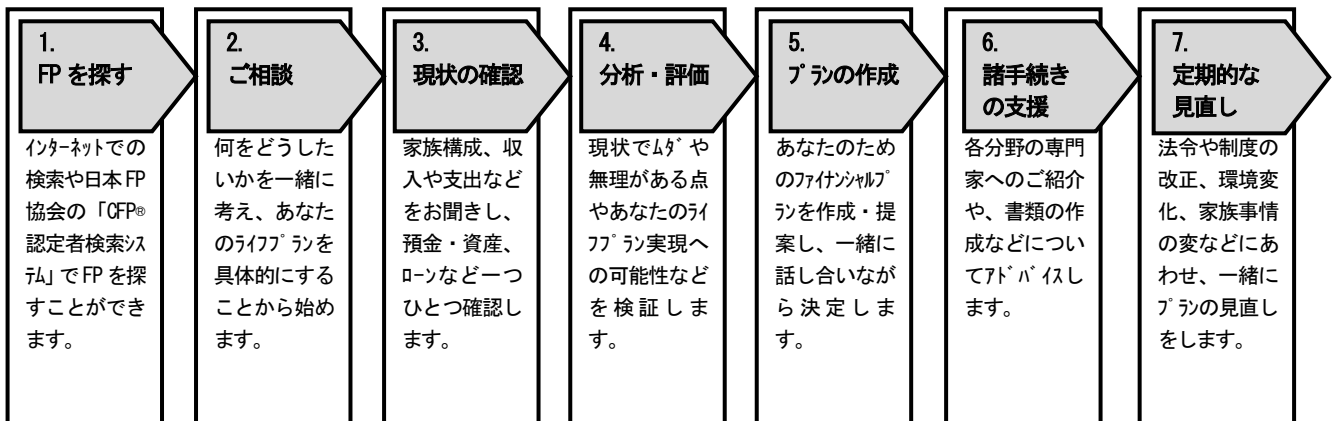 1.
FPを探す
インターネットでの
検索や日本FP
協会の「CFP®
認定者検索シス
テム」でFPを探
すことができ
ます。
2.
ご相談
何をどうした
いかを一緒に
考え、あなた
のライフプランを
具体的にする
ことから始め
ます。
3.
現状の確認
家族構成、収
入や支出など
をお聞きし、
預金・資産、
ローンなど一つ
ひとつ確認し
ます。
4.
分析・評価
現状でムダや
無理がある点
やあなたのライ
フプラン実現へ
の可能性など
を検証しま
す。
5.
プランの作成
あなたのため
のファイナンシャルプ
ランを作成・提
案し、一緒に
話し合いなが
ら決定しま
す。
6.
諸手続き
の支援
各分野の専門
家へのご紹介
や、書類の作
成などについ
てアドバイスし
ます。
7.
定期的な
見直し
法令や制度の
改正、環境変
化、家族事情
の変などにあ
わせ、一緒に
プランの見直し
をします。